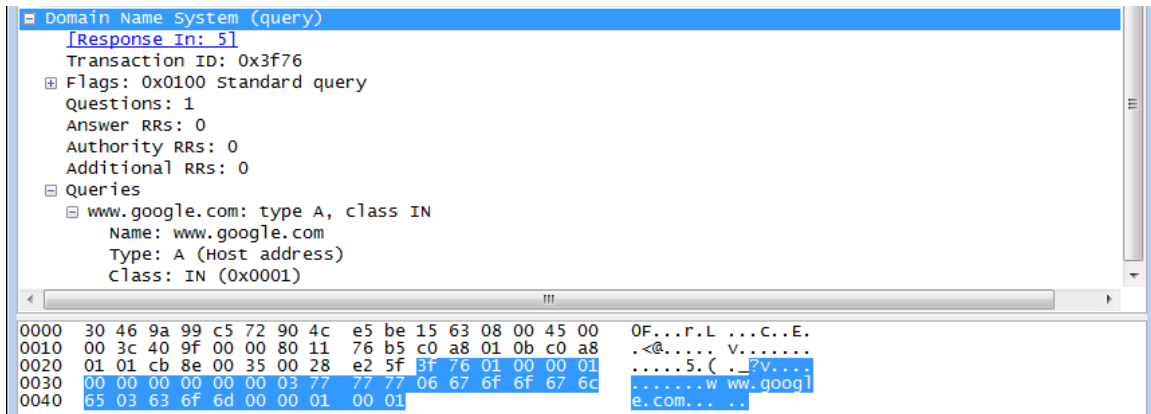 Domain Name System (query)
[Response In: 5]
Transaction ID: 0x3f76
Flags: 0x0100 Standard query
Questions: 1
Answer RRs: 0
Authority RRs: 0
Additional RRs: 0
Queries
www.google.com: type A, class IN
Name: www.google.com
Type: A (Host address)
Class: IN (0x0001)
0000 30 46 9a 99 c5 72 90 4c e5 be 15 63 08 00 45 00 0F...r.L ...c..E.
0010 00 3c 40 9f 00 00 80 11 76 b5 c0 a8 01 0b c0 a8 .<@..... v.......
0020 01 01 cb 8e 00 35 00 28 e2 5f 3f 76 01 00 00 01 .....5.( ._?v....
0030 00 00 00 00 00 00 03 77 77 77 06 67 6f 6f 67 6c .......w ww.googl
0040 65 03 63 6f 6d 00 00 01 00 01 e.com... ..